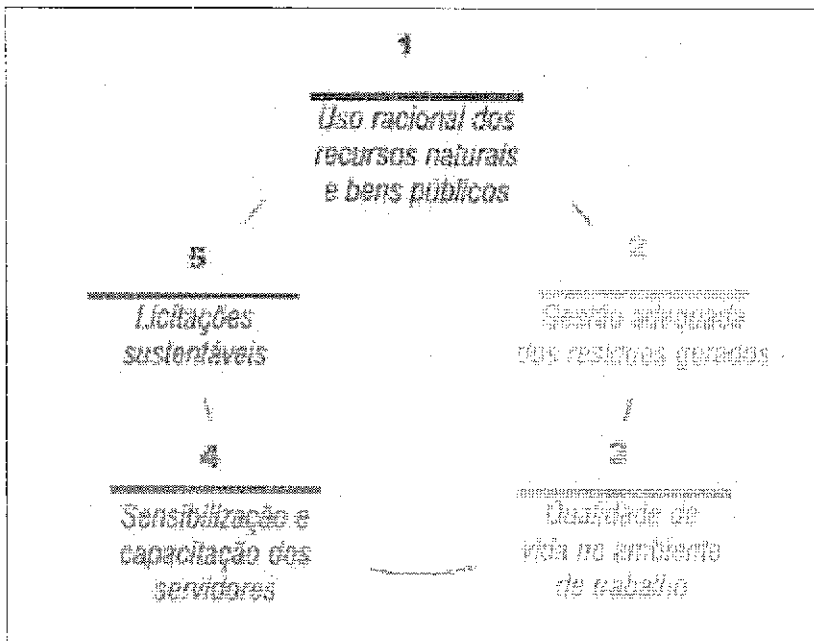 1
Uso racional dos
recursos naturais
e bens públicos
2
Gestão adequada
dos resíduos gerados
3
Qualidade de
vida no ambiente
de trabalho
4
Sensibilização e
capacitação dos
servidores
5
Licitações
sustentáveis